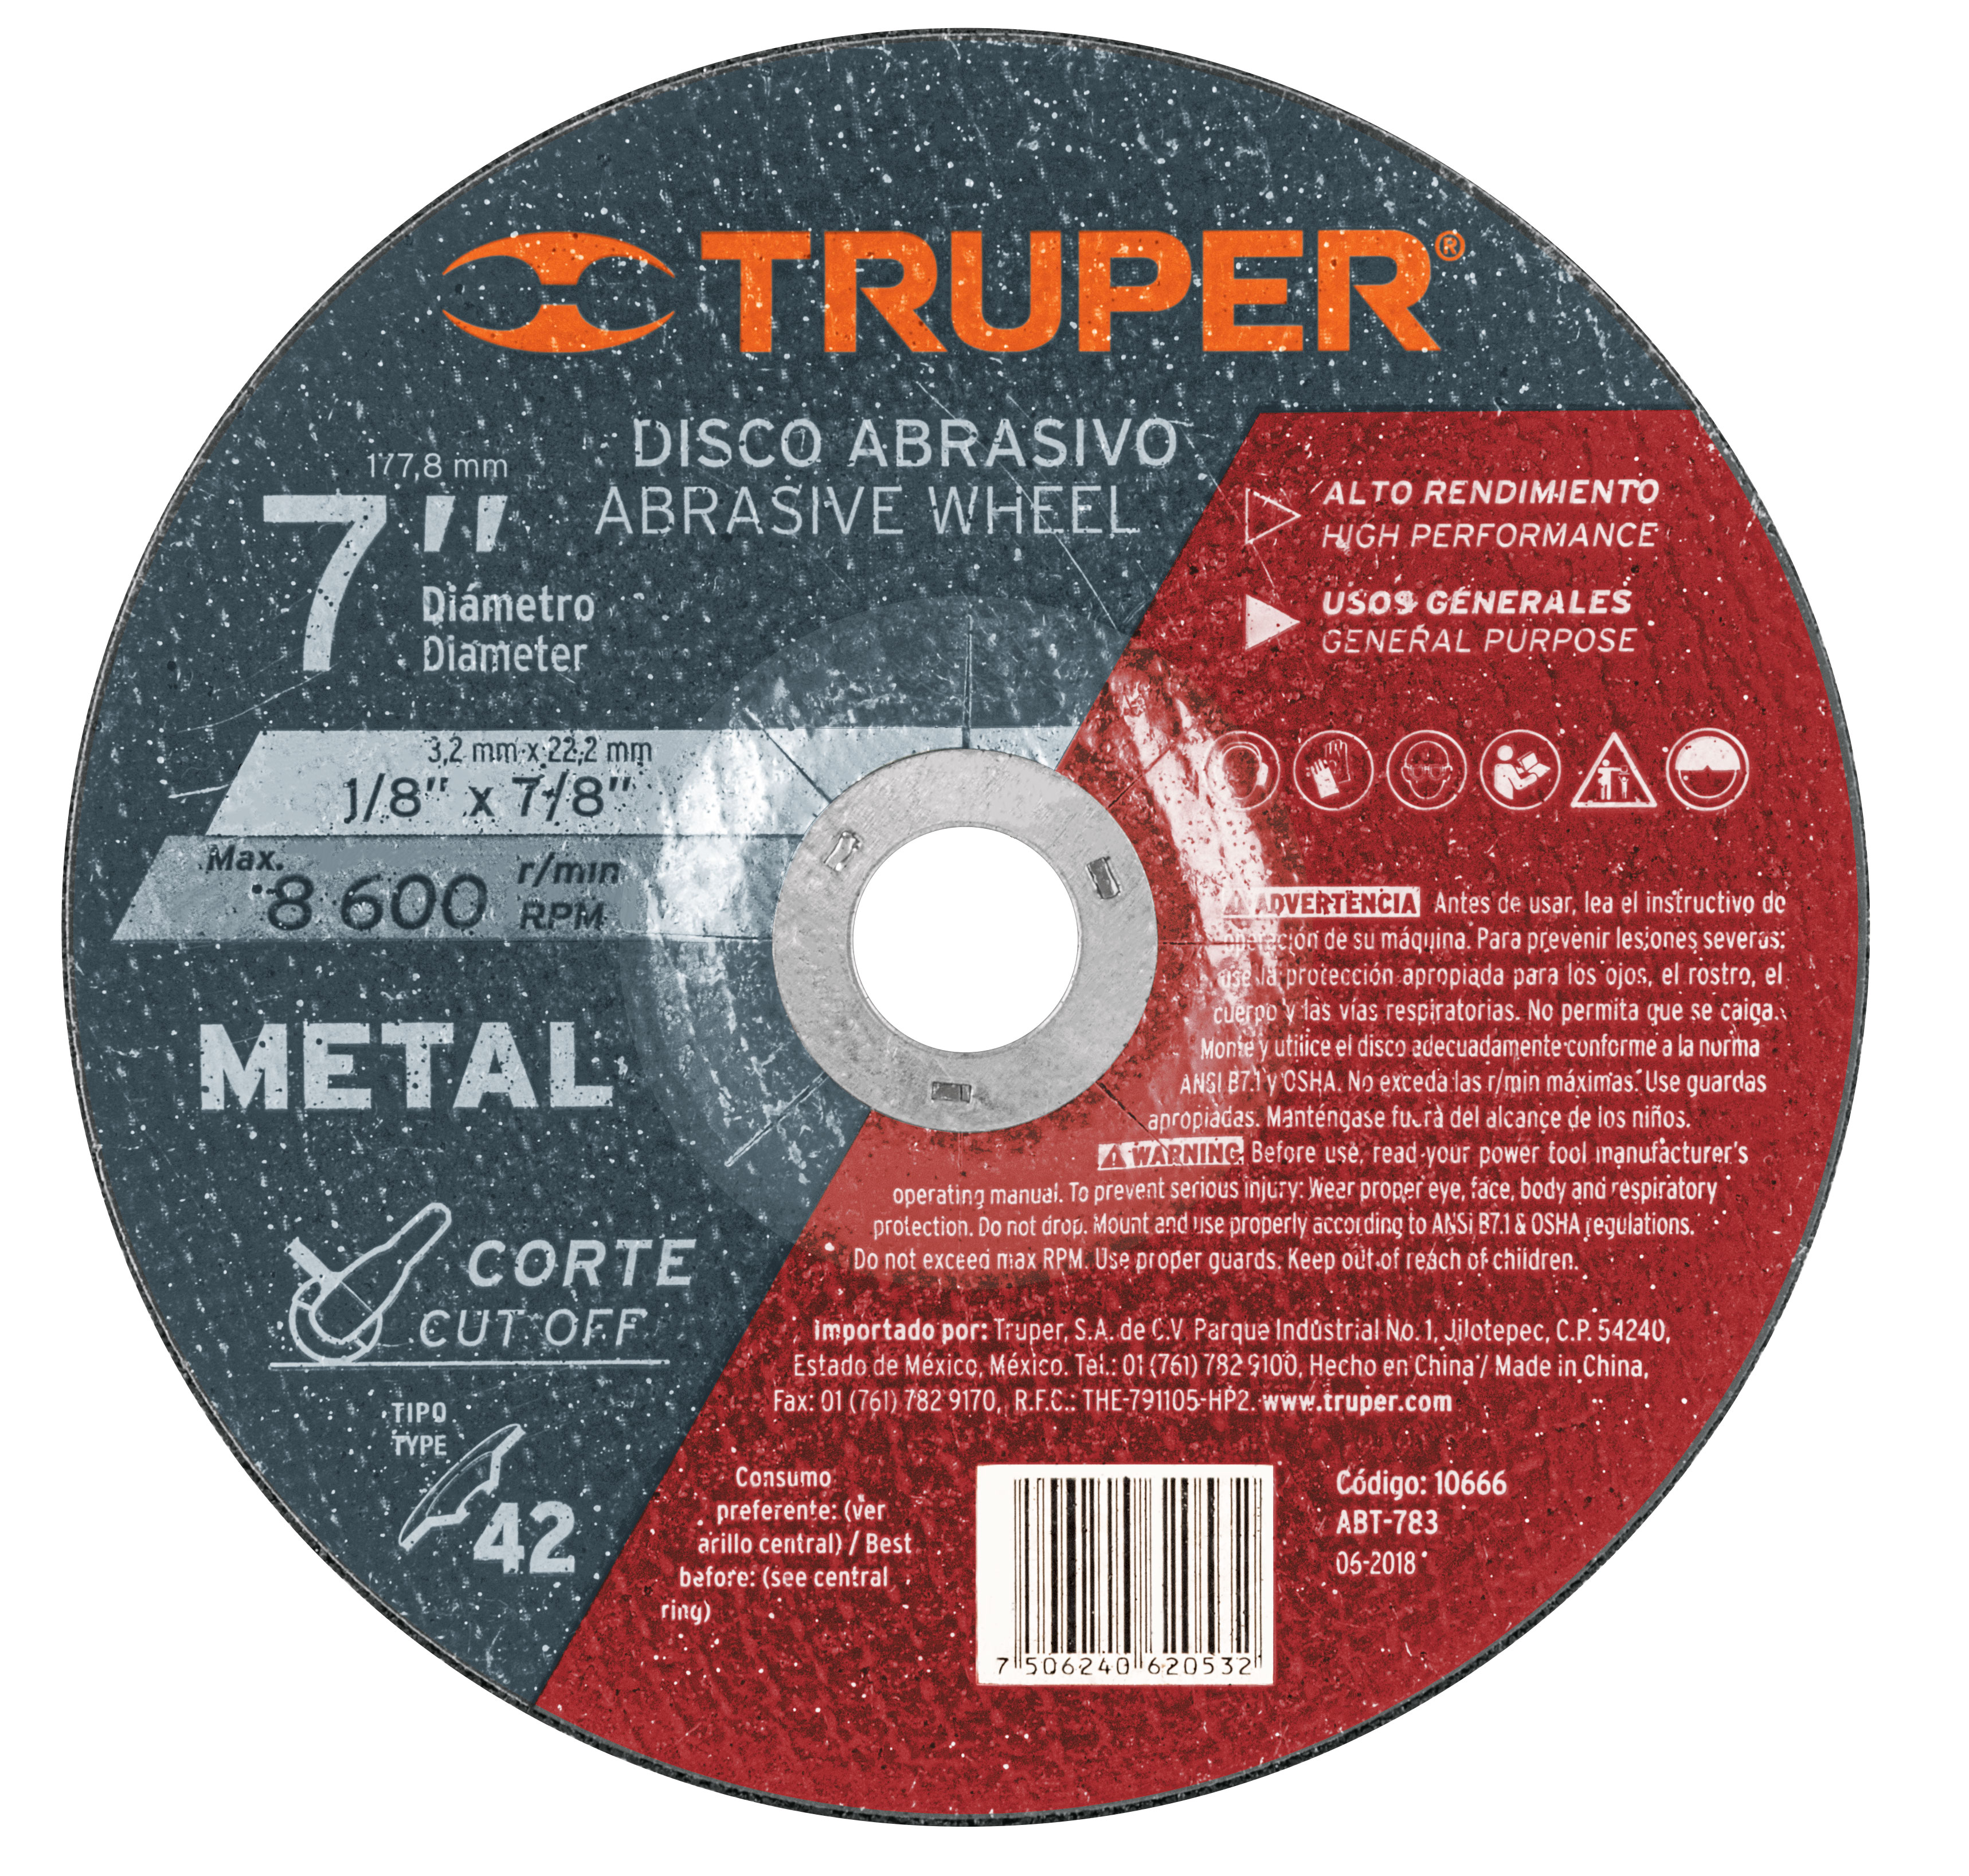 TRUPER®
DISCO ABRASIVO
ABRASIVE WHEEL
177,8 mm
7"
Diámetro
Diameter
ALTO RENDIMIENTO
HIGH PERFORMANCE
USOS GENERALES
GENERAL PURPOSE
3,2 mm x 22,2 mm
1/8" x 7/8"
Max.
8 600 r/min
RPM
METAL
CORTE
CUT OFF
TIPO
TYPE
42
ADVERTENCIA Antes de usar, lea el instructivo de
operación de su máquina. Para prevenir lesiones severas:
use la protección apropiada para los ojos, el rostro, el
cuerpo y las vías respiratorias. No permita que se caiga.
Monte y utilice el disco adecuadamente conforme a la norma
ANSI B7.1 y OSHA. No exceda las r/min máximas. Use guardas
apropiadas. Manténgase fuera del alcance de los niños.
WARNING Before use, read your power tool manufacturer's
operating manual. To prevent serious injury: Wear proper eye, face, body and respiratory
protection. Do not drop. Mount and use properly according to ANSI B7.1 & OSHA regulations.
Do not exceed max RPM. Use proper guards. Keep out of reach of children.
Importado por: Truper, S.A. de C.V. Parque Industrial No. 1, Jilotepec, C.P. 54240,
Estado de México, México. Tel.: 01 (761) 782 9100, Hecho en China / Made in China,
Fax: 01 (761) 782 9170, R.F.C.: THE-791105-HP2. www.truper.com
Consumo
preferente: (ver
arillo central) / Best
before: (see central
ring)
7 506240 620532
Código: 10666
ABT-783
06-2018